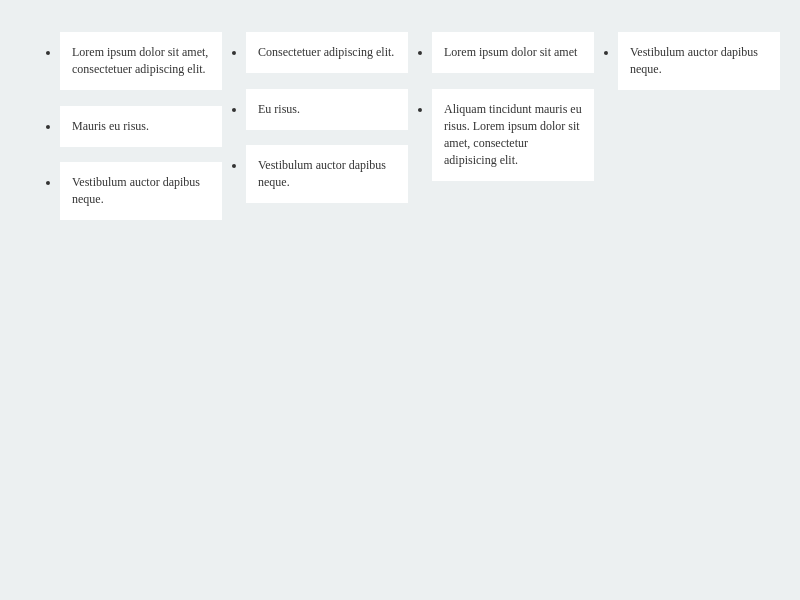 Lorem ipsum dolor sit amet,
consectetuer adipiscing elit.
Mauris eu risus.
Vestibulum auctor dapibus
neque.
Consectetuer adipiscing elit.
Eu risus.
Vestibulum auctor dapibus
neque.
Lorem ipsum dolor sit amet
Aliquam tincidunt mauris eu
risus. Lorem ipsum dolor sit
amet, consectetur
adipisicing elit.
Vestibulum auctor dapibus
neque.